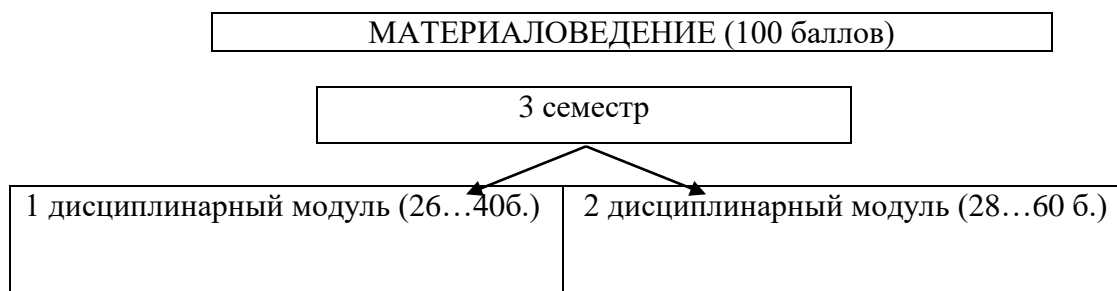 МАТЕРИАЛОВЕДЕНИЕ (100 баллов)
3 семестр
1 дисциплинарный модуль (26…40б.)
2 дисциплинарный модуль (28…60 б.)